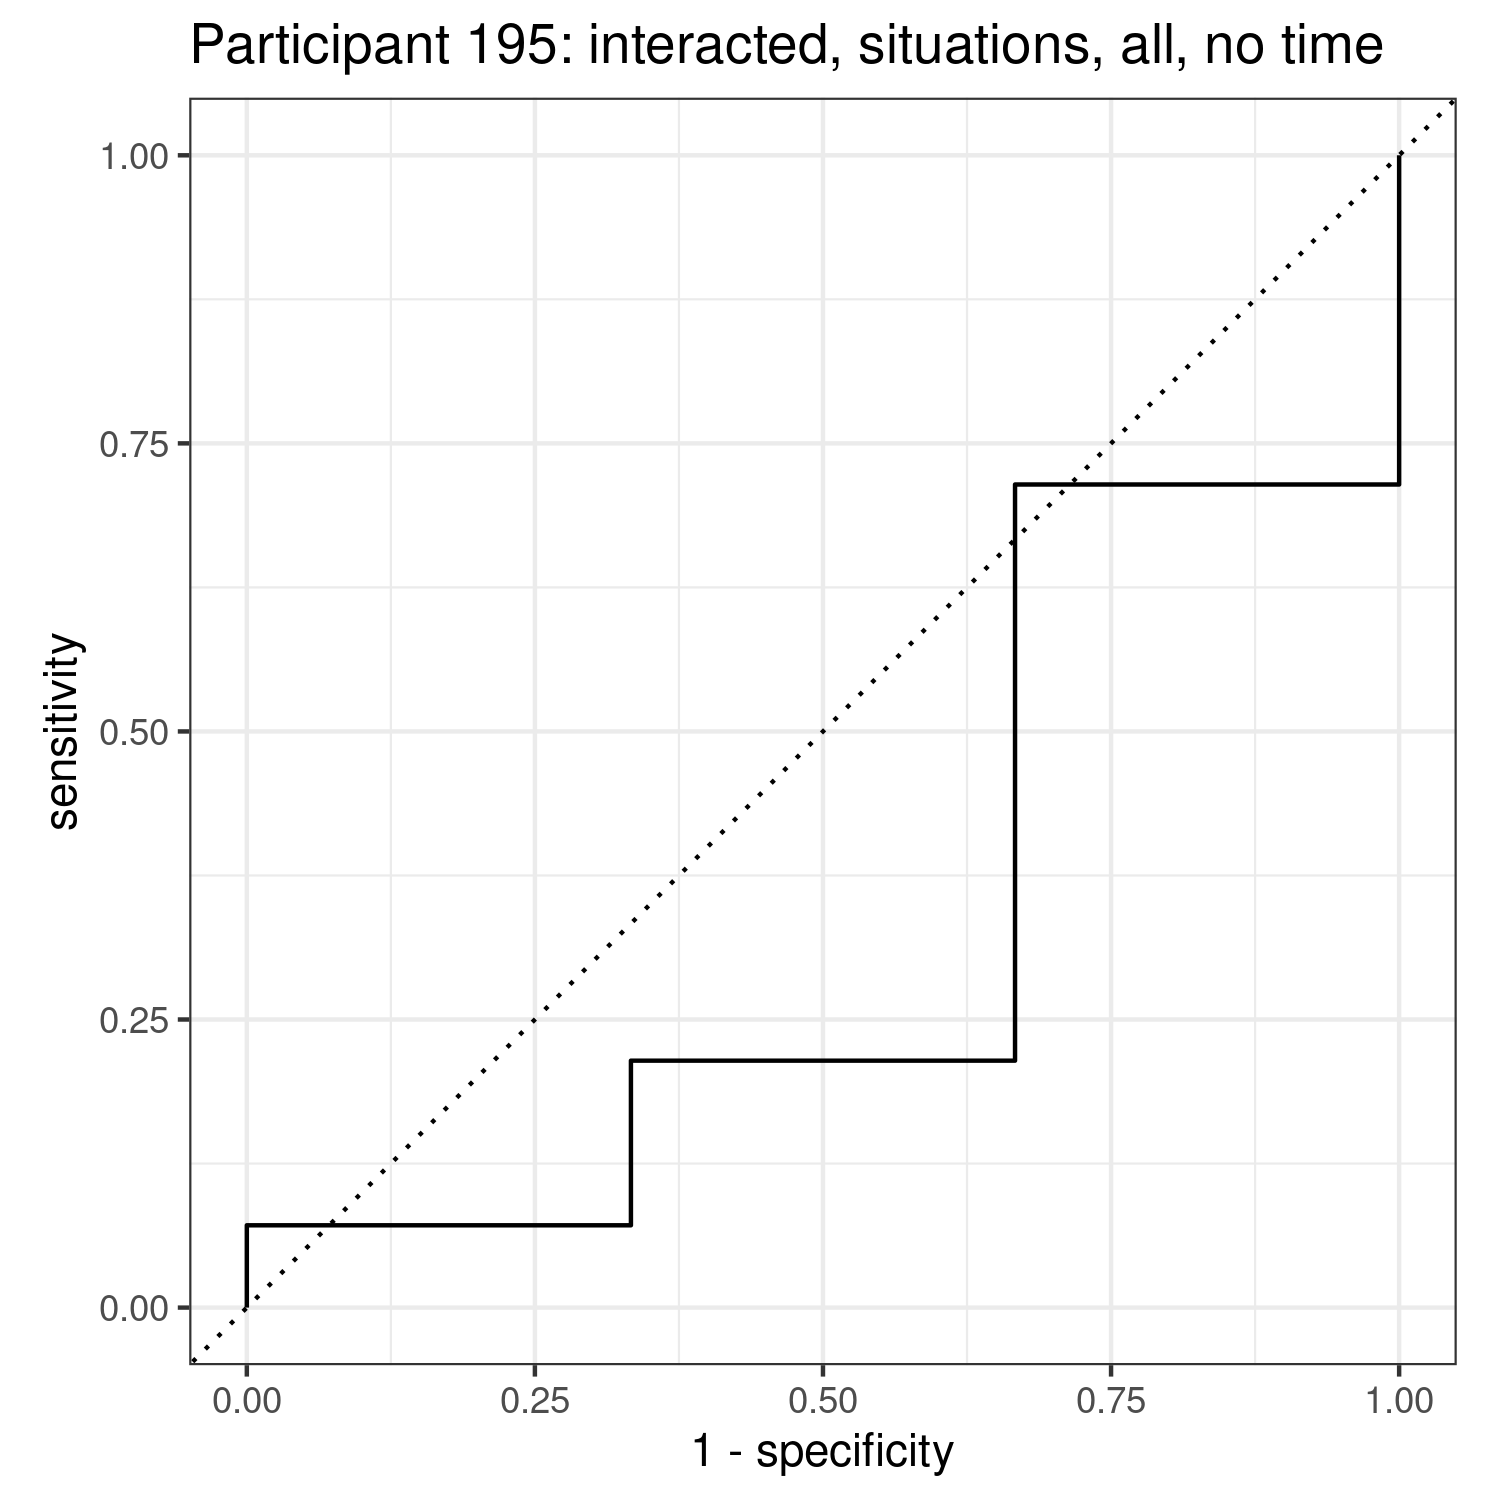 Participant 195: interacted, situations, all, no time
1.00
0.75
0.50
0.25
0.00
sensitivity
0.00 0.25 0.50 0.75 1.00
1 - specificity